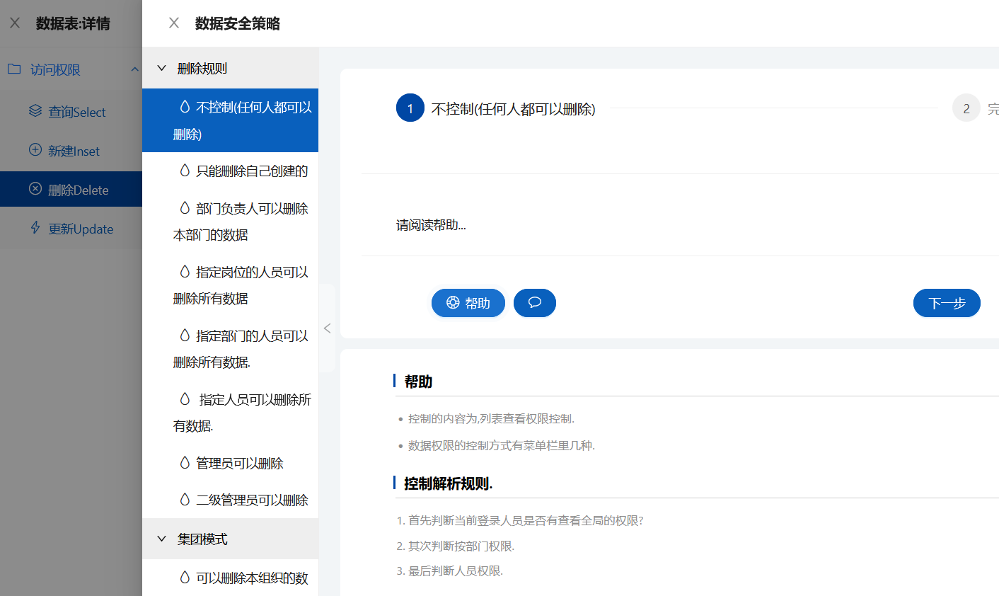 数据表:详情
访问权限
查询Select
新建Inset
删除Delete
更新Update
数据安全策略
删除规则
不控制(任何人都可以
删除)
只能删除自己创建的
部门负责人可以删除
本部门的数据
指定岗位的人员可以
删除所有数据
指定部门的人员可以
删除所有数据.
指定人员可以删除所
有数据.
管理员可以删除
二级管理员可以删除
集团模式
可以删除本组织的数
1 不控制(任何人都可以删除)
2 完
请阅读帮助...
帮助
下一步
帮助
• 控制的内容为,列表查看权限控制.
• 数据权限的控制方式有菜单栏里几种.
控制解析规则.
1. 首先判断当前登录人员是否有查看全局的权限?
2. 其次判断按部门权限.
3. 最后判断人员权限.